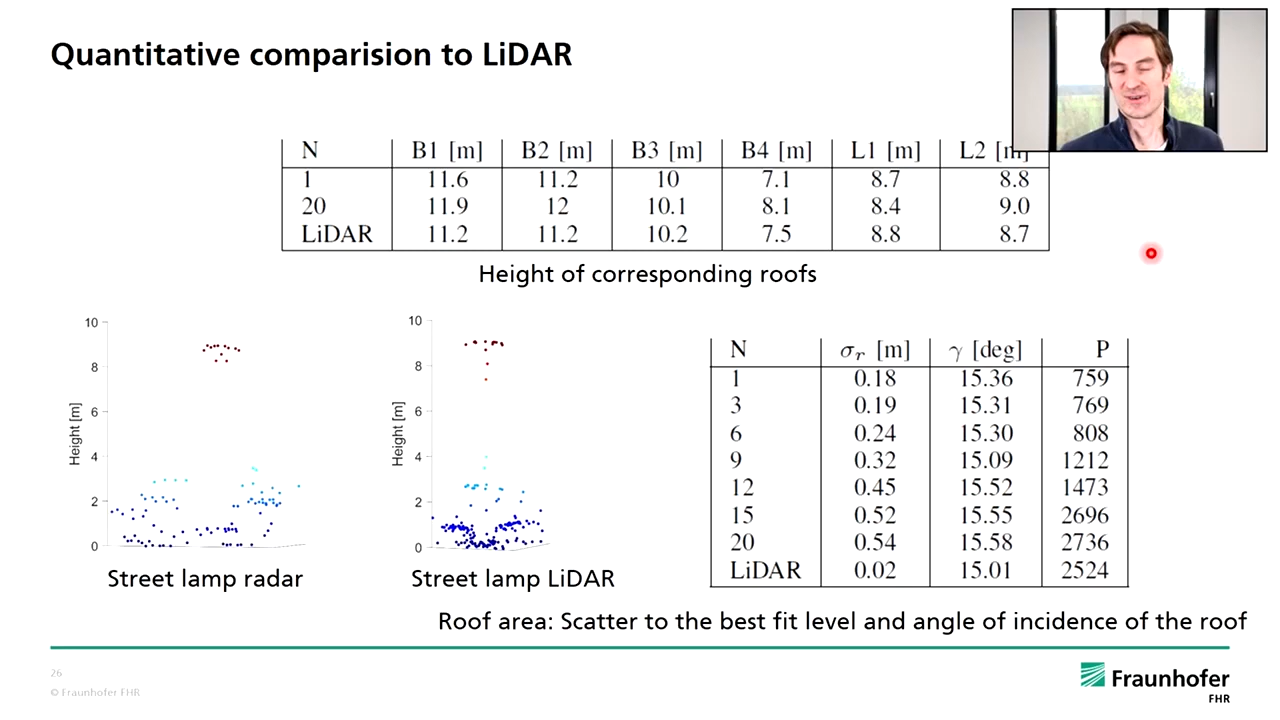 Quantitative comparision to LiDAR
N B1 [m] B2 [m] B3 [m] B4 [m] L1 [m] L2 [m]
1 11.6 11.2 10 7.1 8.7 8.8
20 11.9 12 10.1 8.1 8.4 9.0
LiDAR 11.2 11.2 10.2 7.5 8.8 8.7
Height of corresponding roofs
10
8
6
4
2
0
Height [m]
Street lamp radar
10
8
6
4
2
0
Height [m]
Street lamp LiDAR
N σr [m] γ [deg] P
1 0.18 15.36 759
3 0.19 15.31 769
6 0.24 15.30 808
9 0.32 15.09 1212
12 0.45 15.52 1473
15 0.52 15.55 2696
20 0.54 15.58 2736
LiDAR 0.02 15.01 2524
Roof area: Scatter to the best fit level and angle of incidence of the roof
26
© Fraunhofer FHR
Fraunhofer
FHR